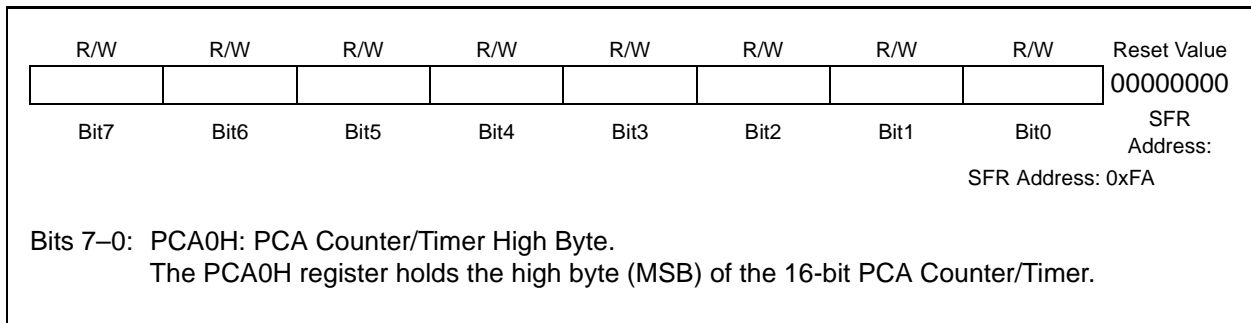 R/W R/W R/W R/W R/W R/W R/W R/W Reset Value
00000000
Bit7 Bit6 Bit5 Bit4 Bit3 Bit2 Bit1 Bit0 SFR
Address:
SFR Address: 0xFA
Bits 7–0: PCA0H: PCA Counter/Timer High Byte.
The PCA0H register holds the high byte (MSB) of the 16-bit PCA Counter/Timer.